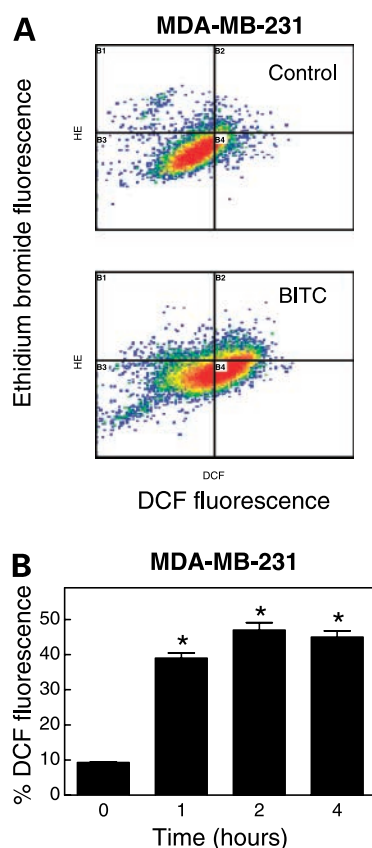 A
MDA-MB-231
B1
B2
Control
HE
B3
B4
Ethidium bromide fluorescence
B1
B2
BITC
HE
B3
B4
DCF
DCF fluorescence
B
MDA-MB-231
% DCF fluorescence
50
40
30
20
10
0
* * *
0 1 2 4
Time (hours)